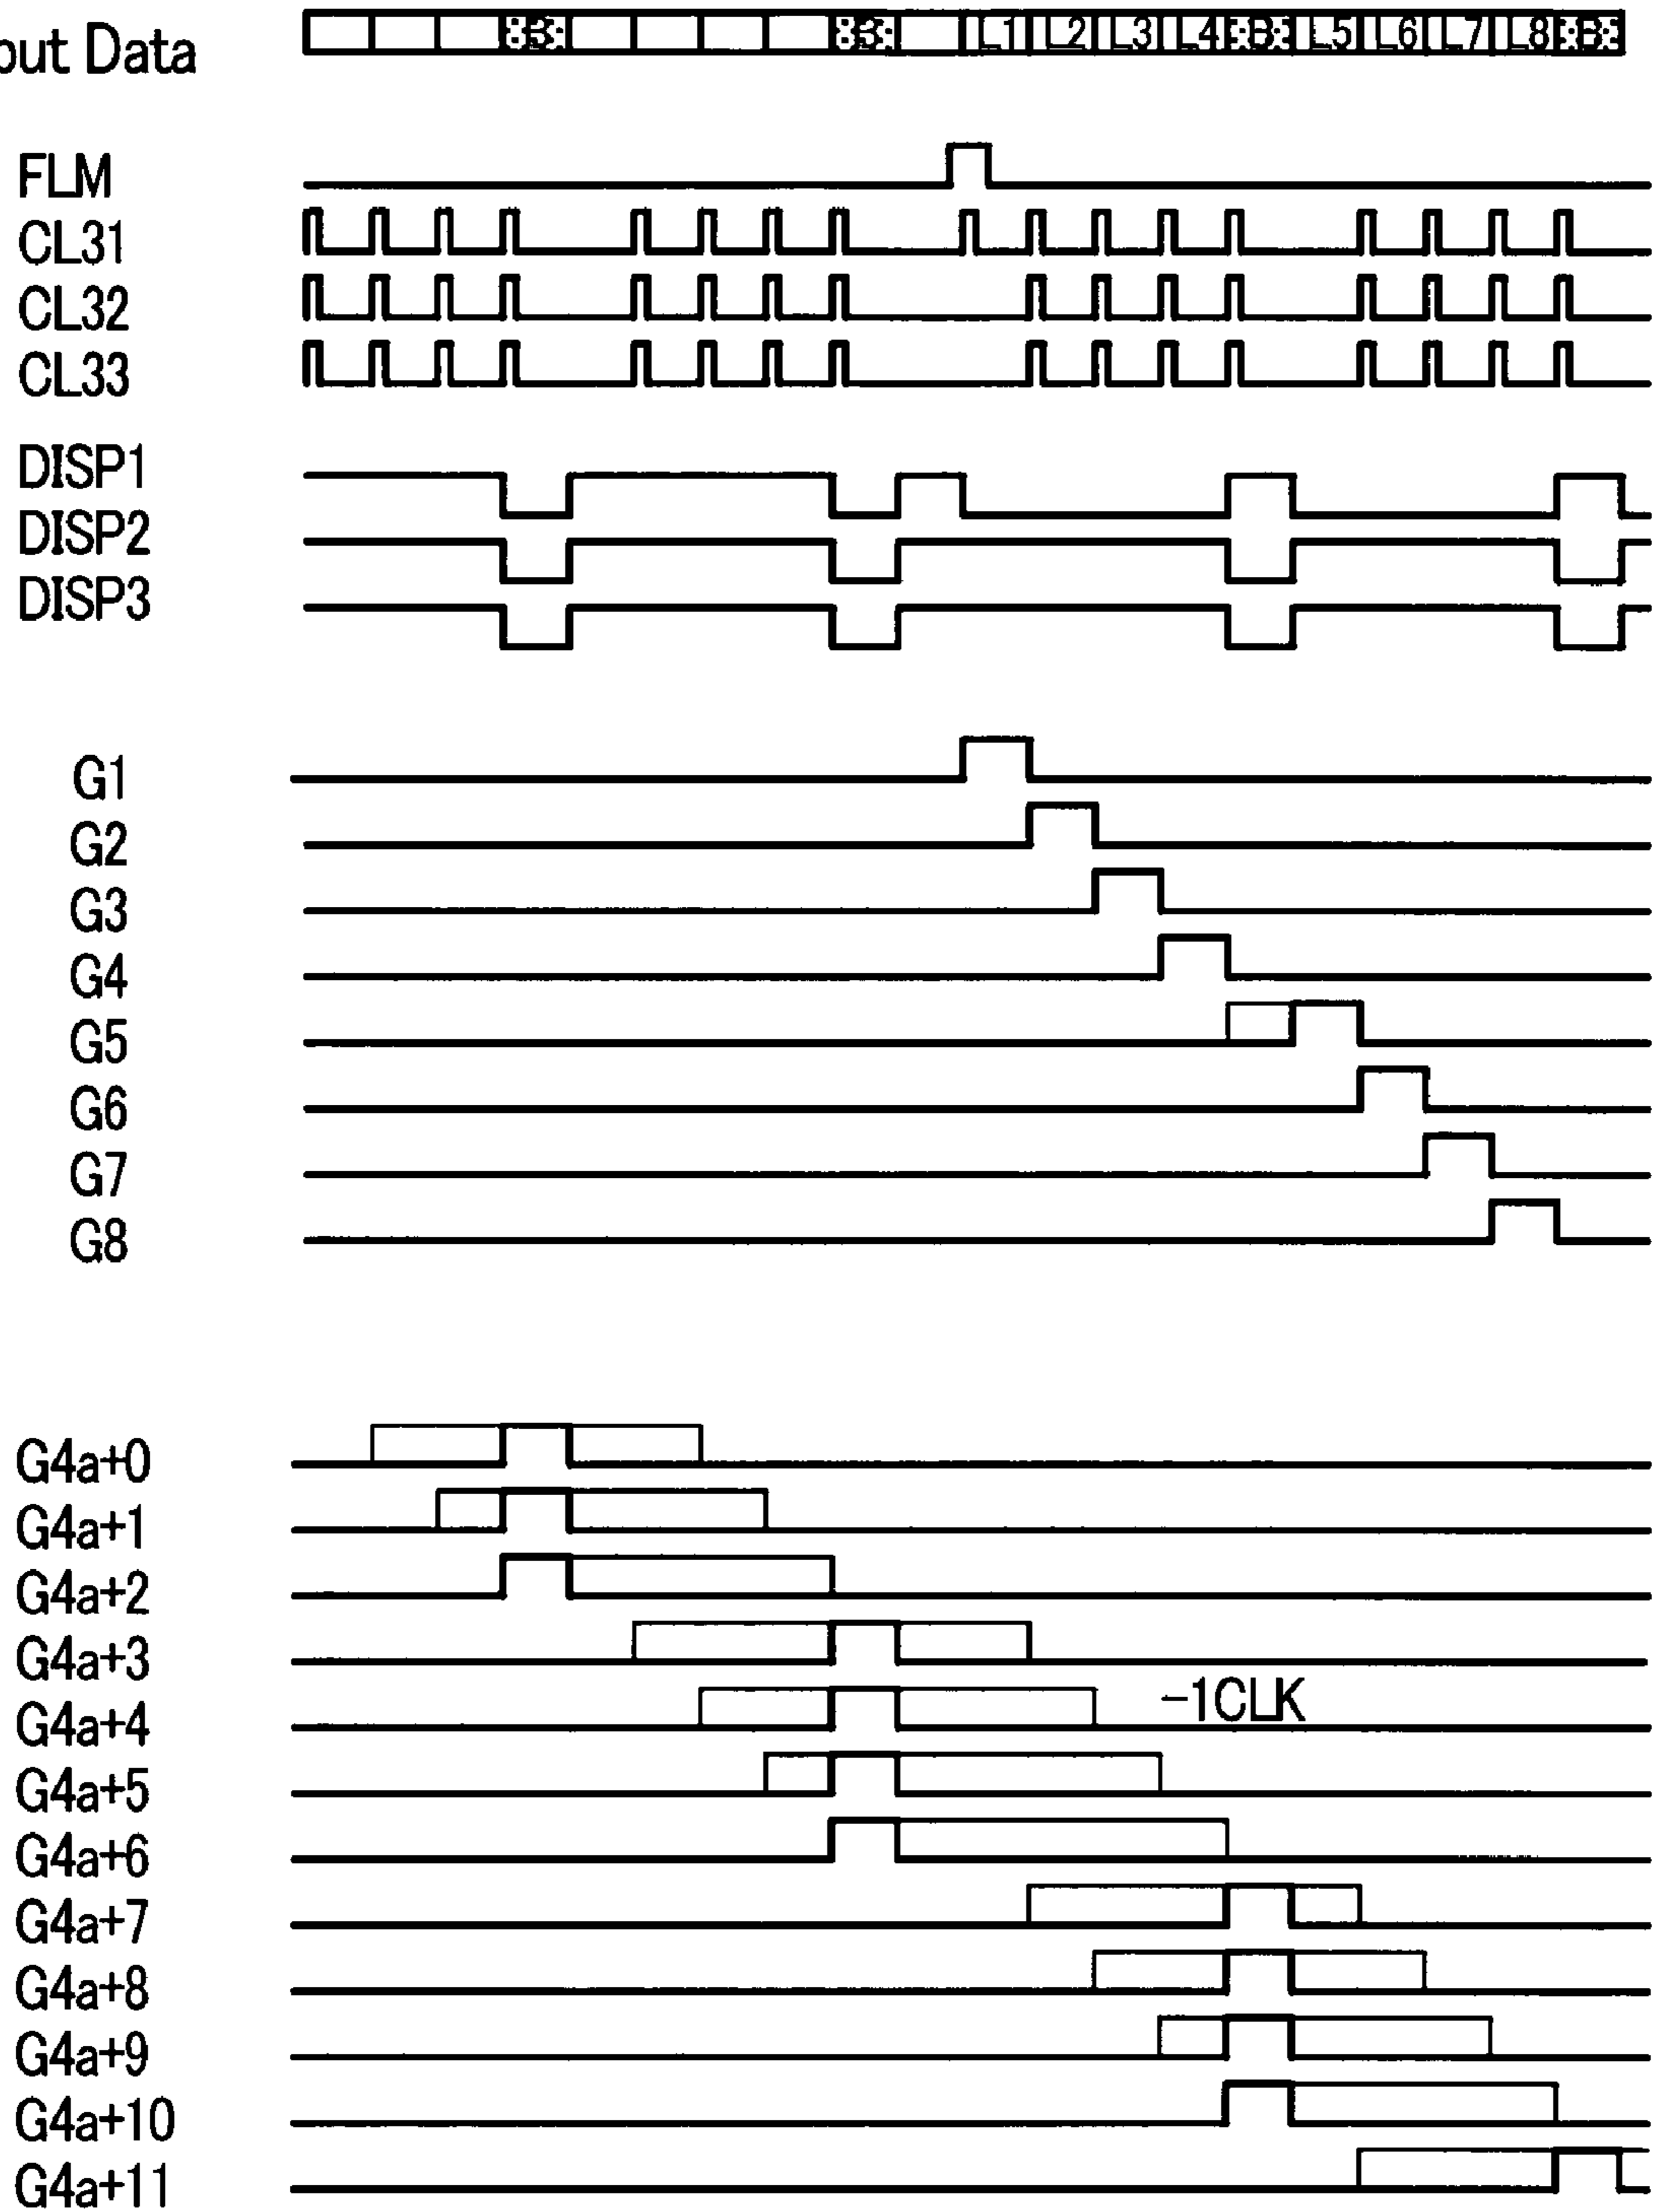 put Data
B B L1 L2 L3 L4 B L5 L6 L7 L8 B
FLM
CL31
CL32
CL33
DISP1
DISP2
DISP3
G1
G2
G3
G4
G5
G6
G7
G8
G4a+0
G4a+1
G4a+2
G4a+3
G4a+4
-1CLK
G4a+5
G4a+6
G4a+7
G4a+8
G4a+9
G4a+10
G4a+11